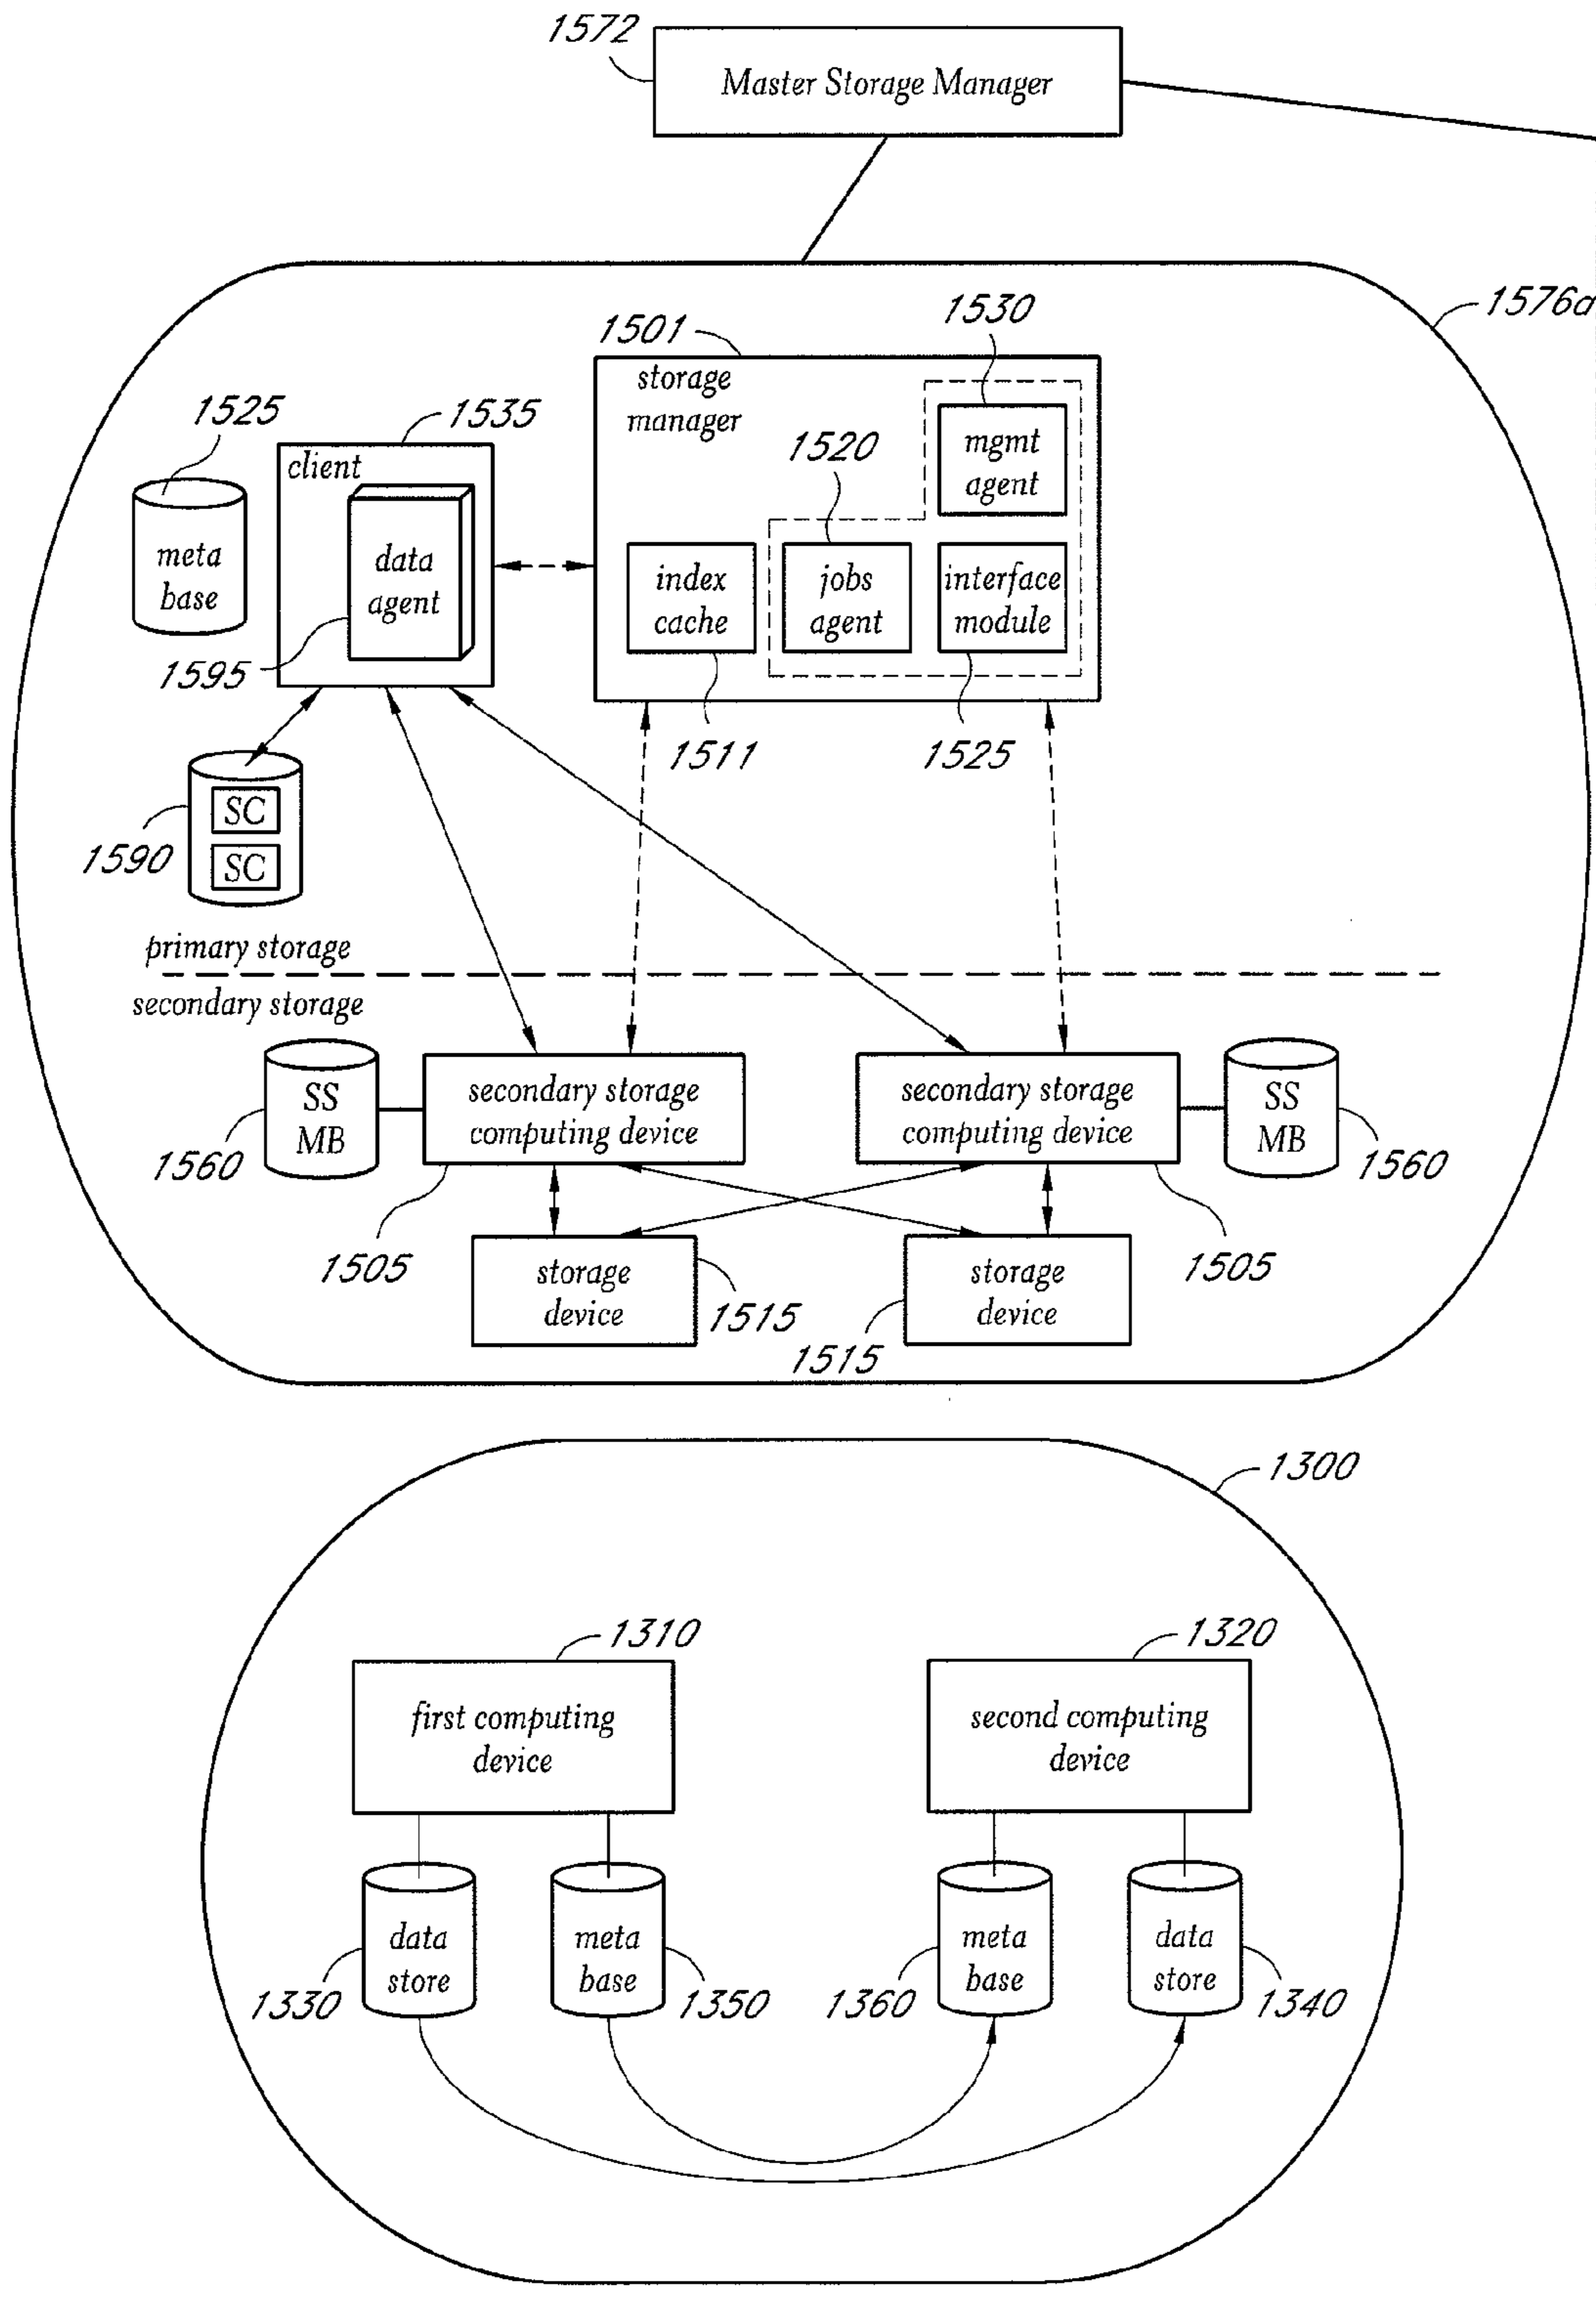 1572
Master Storage Manager
1576a
1530
1501
storage
manager
1525
1535
client
1520
mgmt
agent
meta
base
data
agent
index
cache
jobs
agent
interface
module
1595
1511
1525
SC
SC
1590
primary storage
secondary storage
SS
MB
secondary storage
computing device
secondary storage
computing device
SS
MB
1560
1560
1505
storage
device
1515
storage
device
1505
1515
1300
1310
1320
first computing
device
second computing
device
data
store
meta
base
meta
base
data
store
1330
1350
1360
1340